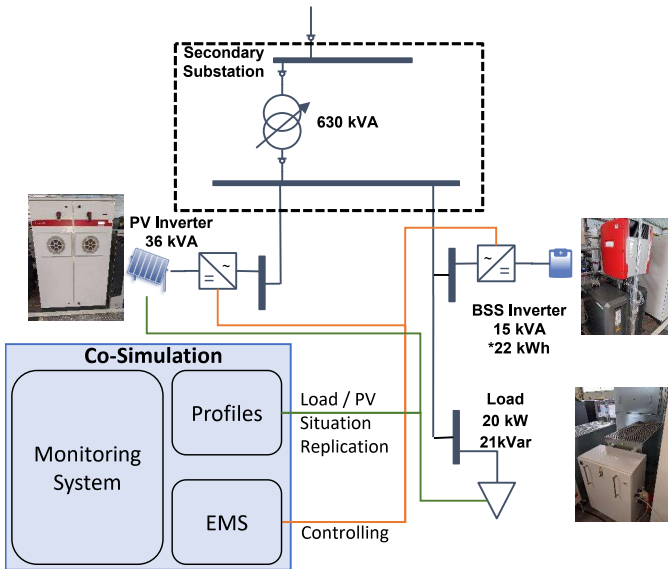 Secondary
Substation
630 kVA
PV Inverter
36 kVA
~
=
~
=
BSS Inverter
15 kVA
*22 kWh
Co-Simulation
Monitoring
System
Profiles
EMS
Load / PV
Situation
Replication
Controlling
Load
20 kW
21kVar